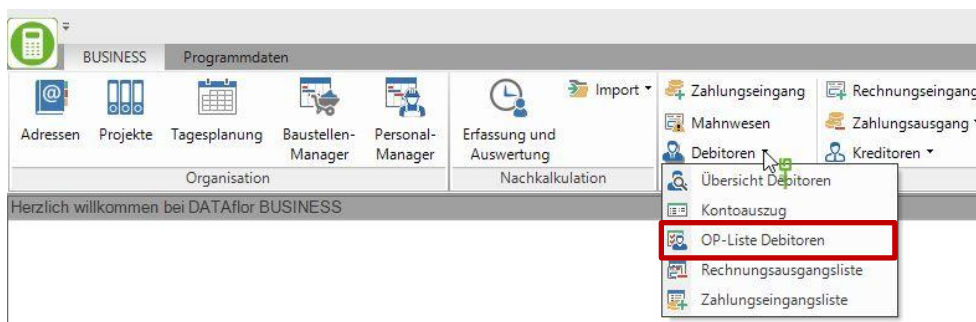 BUSINESS Programmdaten
Import Zahlungseingang Rechnungseingang
Mahnwesen Zahlungsausgang
Adressen Projekte Tagesplanung Baustellen- Personal- Erfassung und
Manager Manager Auswertung
Debitoren Kreditoren
Organisation Nachkalkulation
Übersicht Debitoren
Herzlich willkommen bei DATAflor BUSINESS
Kontoauszug
OP-Liste Debitoren
Rechnungsausgangsliste
Zahlungseingangsliste